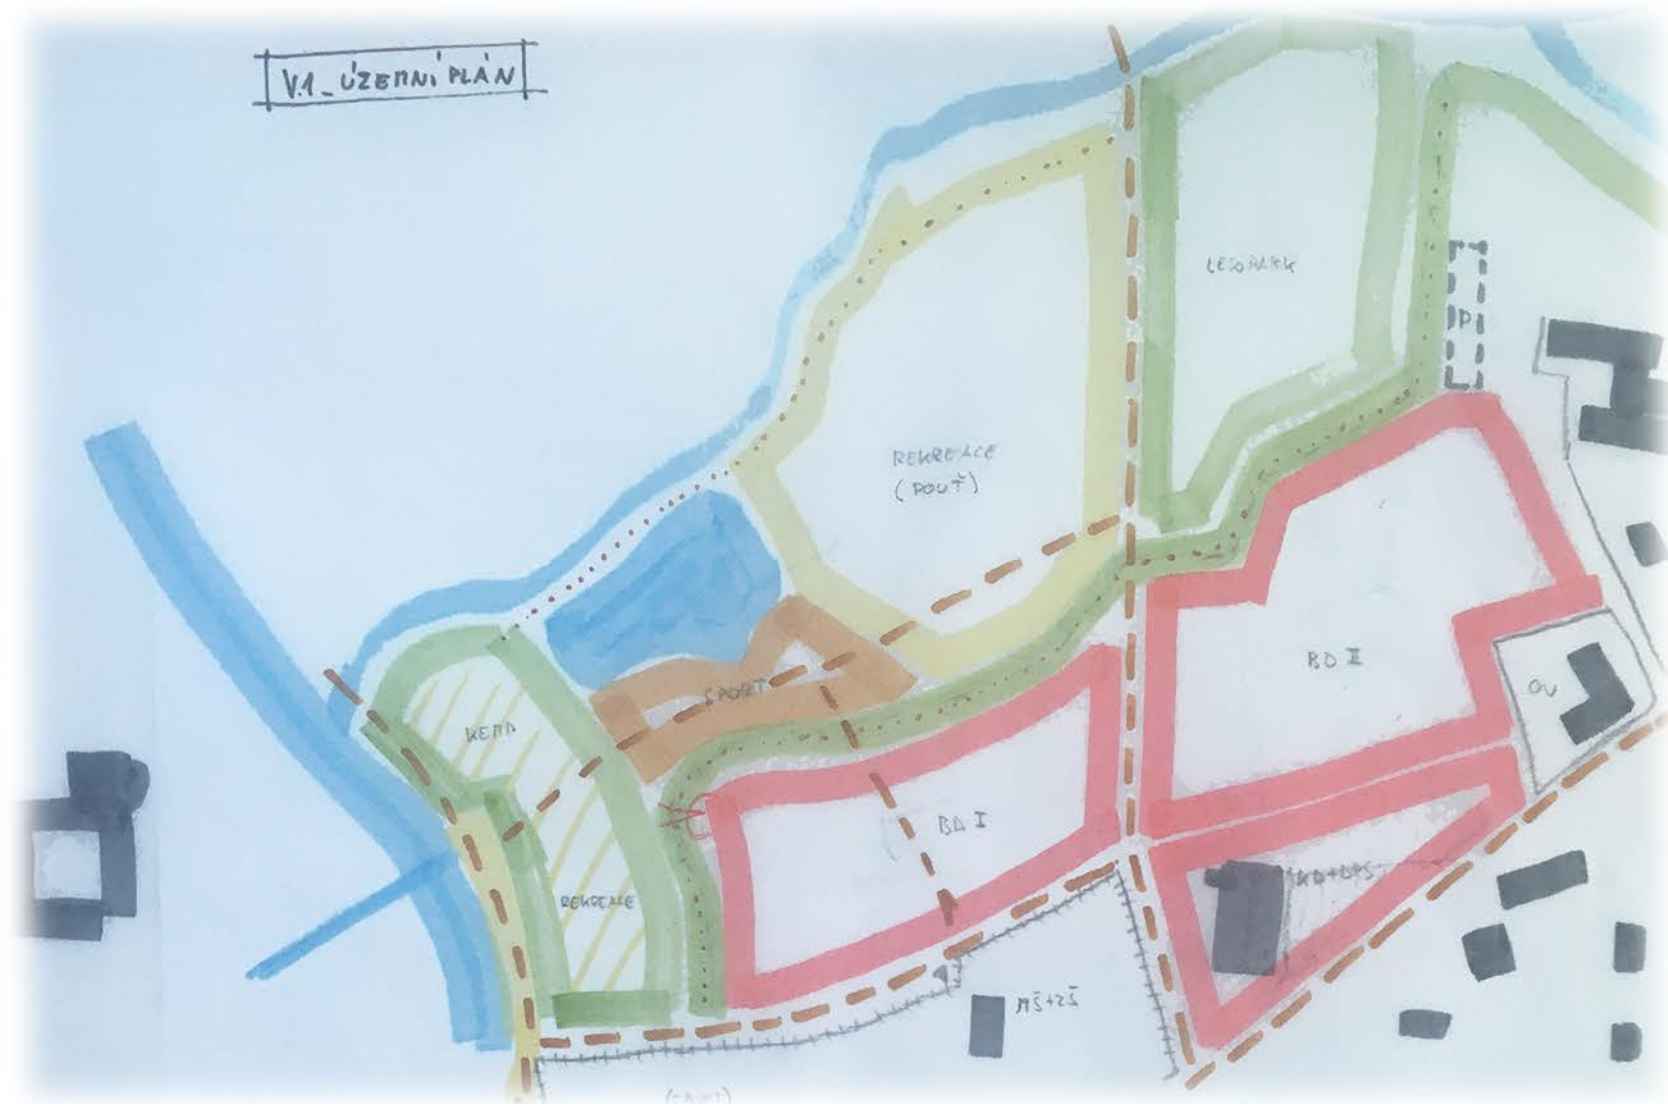 V.1_ÚZEMNÍ PLÁN
LESOPARK
P
REKREACE
(POUŤ)
SPORT
KEMP
BD II
OV
BD I
REKREACE
MŠ+ZŠ